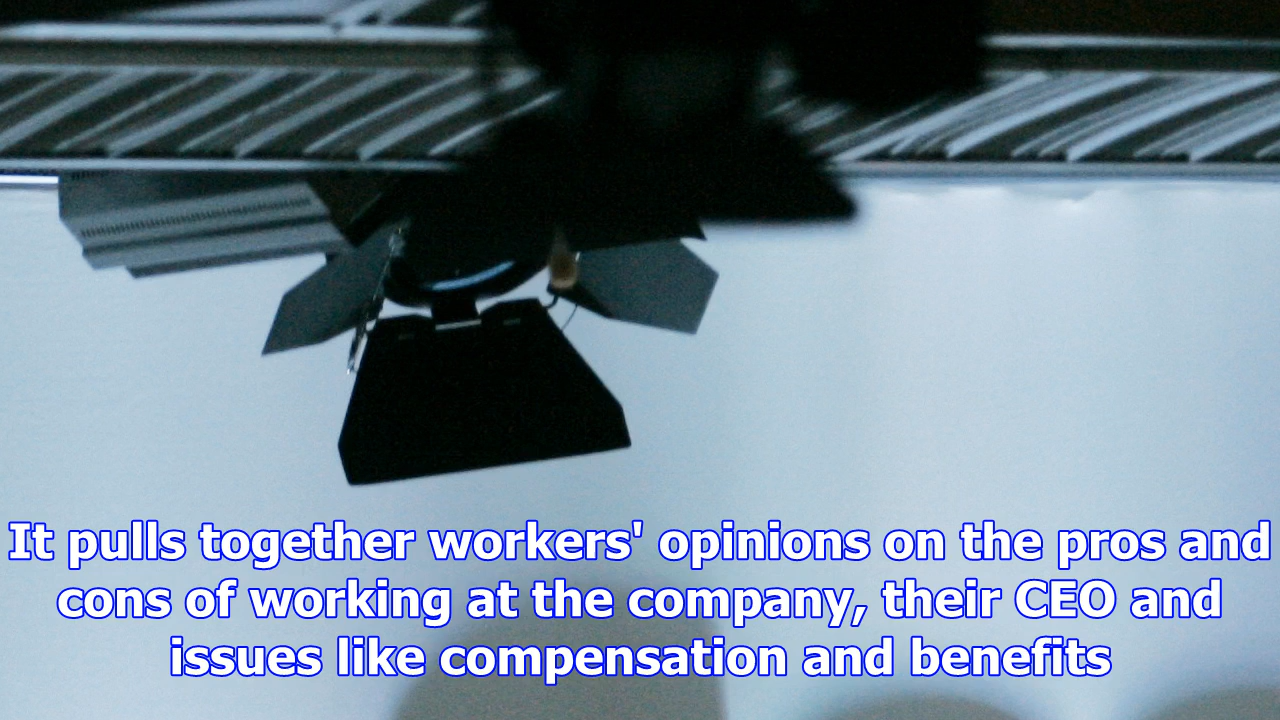 It pulls together workers' opinions on the pros and
cons of working at the company, their CEO and
issues like compensation and benefits